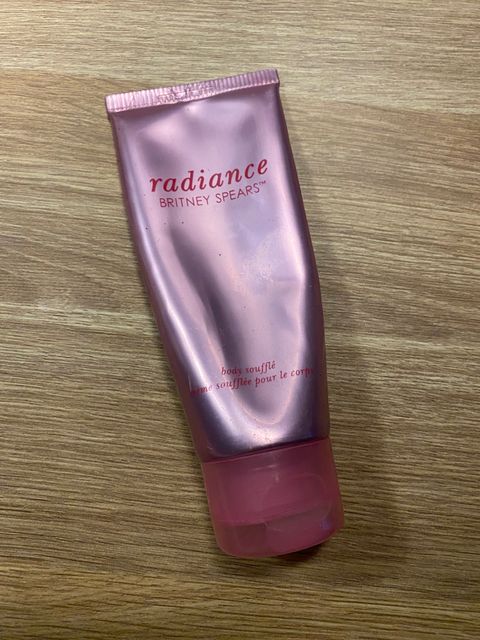 radiance
BRITNEY SPEARS™
body soufflé
soufflée pour le corps